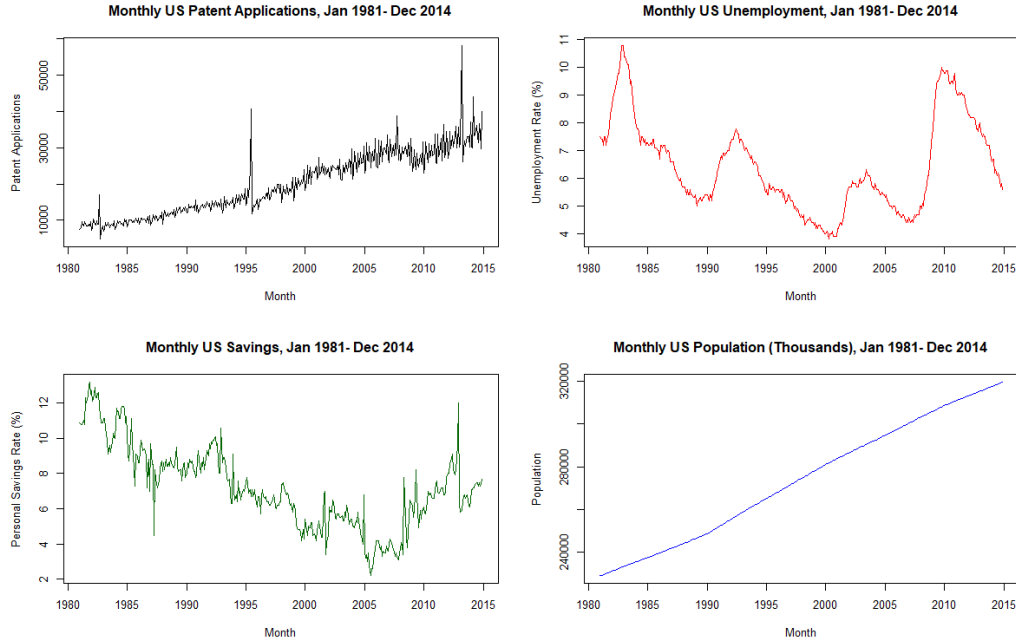 Monthly US Patent Applications, Jan 1981- Dec 2014
Patent Applications
10000 30000 50000
1980 1985 1990 1995 2000 2005 2010 2015
Month
Monthly US Unemployment, Jan 1981- Dec 2014
Unemployment Rate (%)
4 5 6 7 8 9 10 11
1980 1985 1990 1995 2000 2005 2010 2015
Month
Monthly US Savings, Jan 1981- Dec 2014
Personal Savings Rate (%)
2 4 6 8 10 12
1980 1985 1990 1995 2000 2005 2010 2015
Month
Monthly US Population (Thousands), Jan 1981- Dec 2014
Population
240000 280000 320000
1980 1985 1990 1995 2000 2005 2010 2015
Month